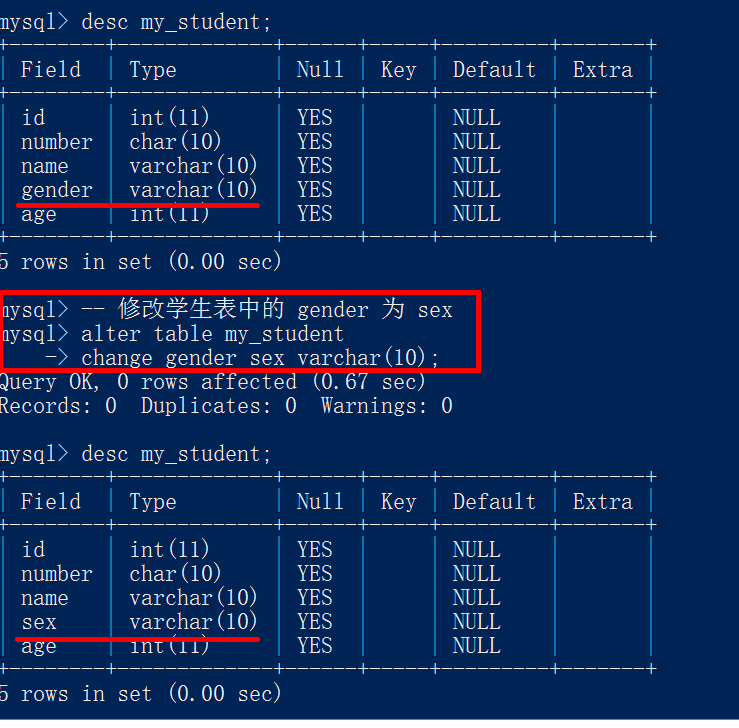 mysql> desc my_student;
+--------+-------------+------+-----+---------+-------+
| Field  | Type        | Null | Key | Default | Extra |
+--------+-------------+------+-----+---------+-------+
| id     | int(11)     | YES  |     | NULL    |       |
| number | char(10)    | YES  |     | NULL    |       |
| name   | varchar(10) | YES  |     | NULL    |       |
| gender | varchar(10) | YES  |     | NULL    |       |
| age    | int(11)     | YES  |     | NULL    |       |
+--------+-------------+------+-----+---------+-------+
5 rows in set (0.00 sec)
mysql> -- 修改学生表中的 gender 为 sex
mysql> alter table my_student
    -> change gender sex varchar(10);
Query OK, 0 rows affected (0.67 sec)
Records: 0  Duplicates: 0  Warnings: 0
mysql> desc my_student;
+--------+-------------+------+-----+---------+-------+
| Field  | Type        | Null | Key | Default | Extra |
+--------+-------------+------+-----+---------+-------+
| id     | int(11)     | YES  |     | NULL    |       |
| number | char(10)    | YES  |     | NULL    |       |
| name   | varchar(10) | YES  |     | NULL    |       |
| sex    | varchar(10) | YES  |     | NULL    |       |
| age    | int(11)     | YES  |     | NULL    |       |
+--------+-------------+------+-----+---------+-------+
5 rows in set (0.00 sec)